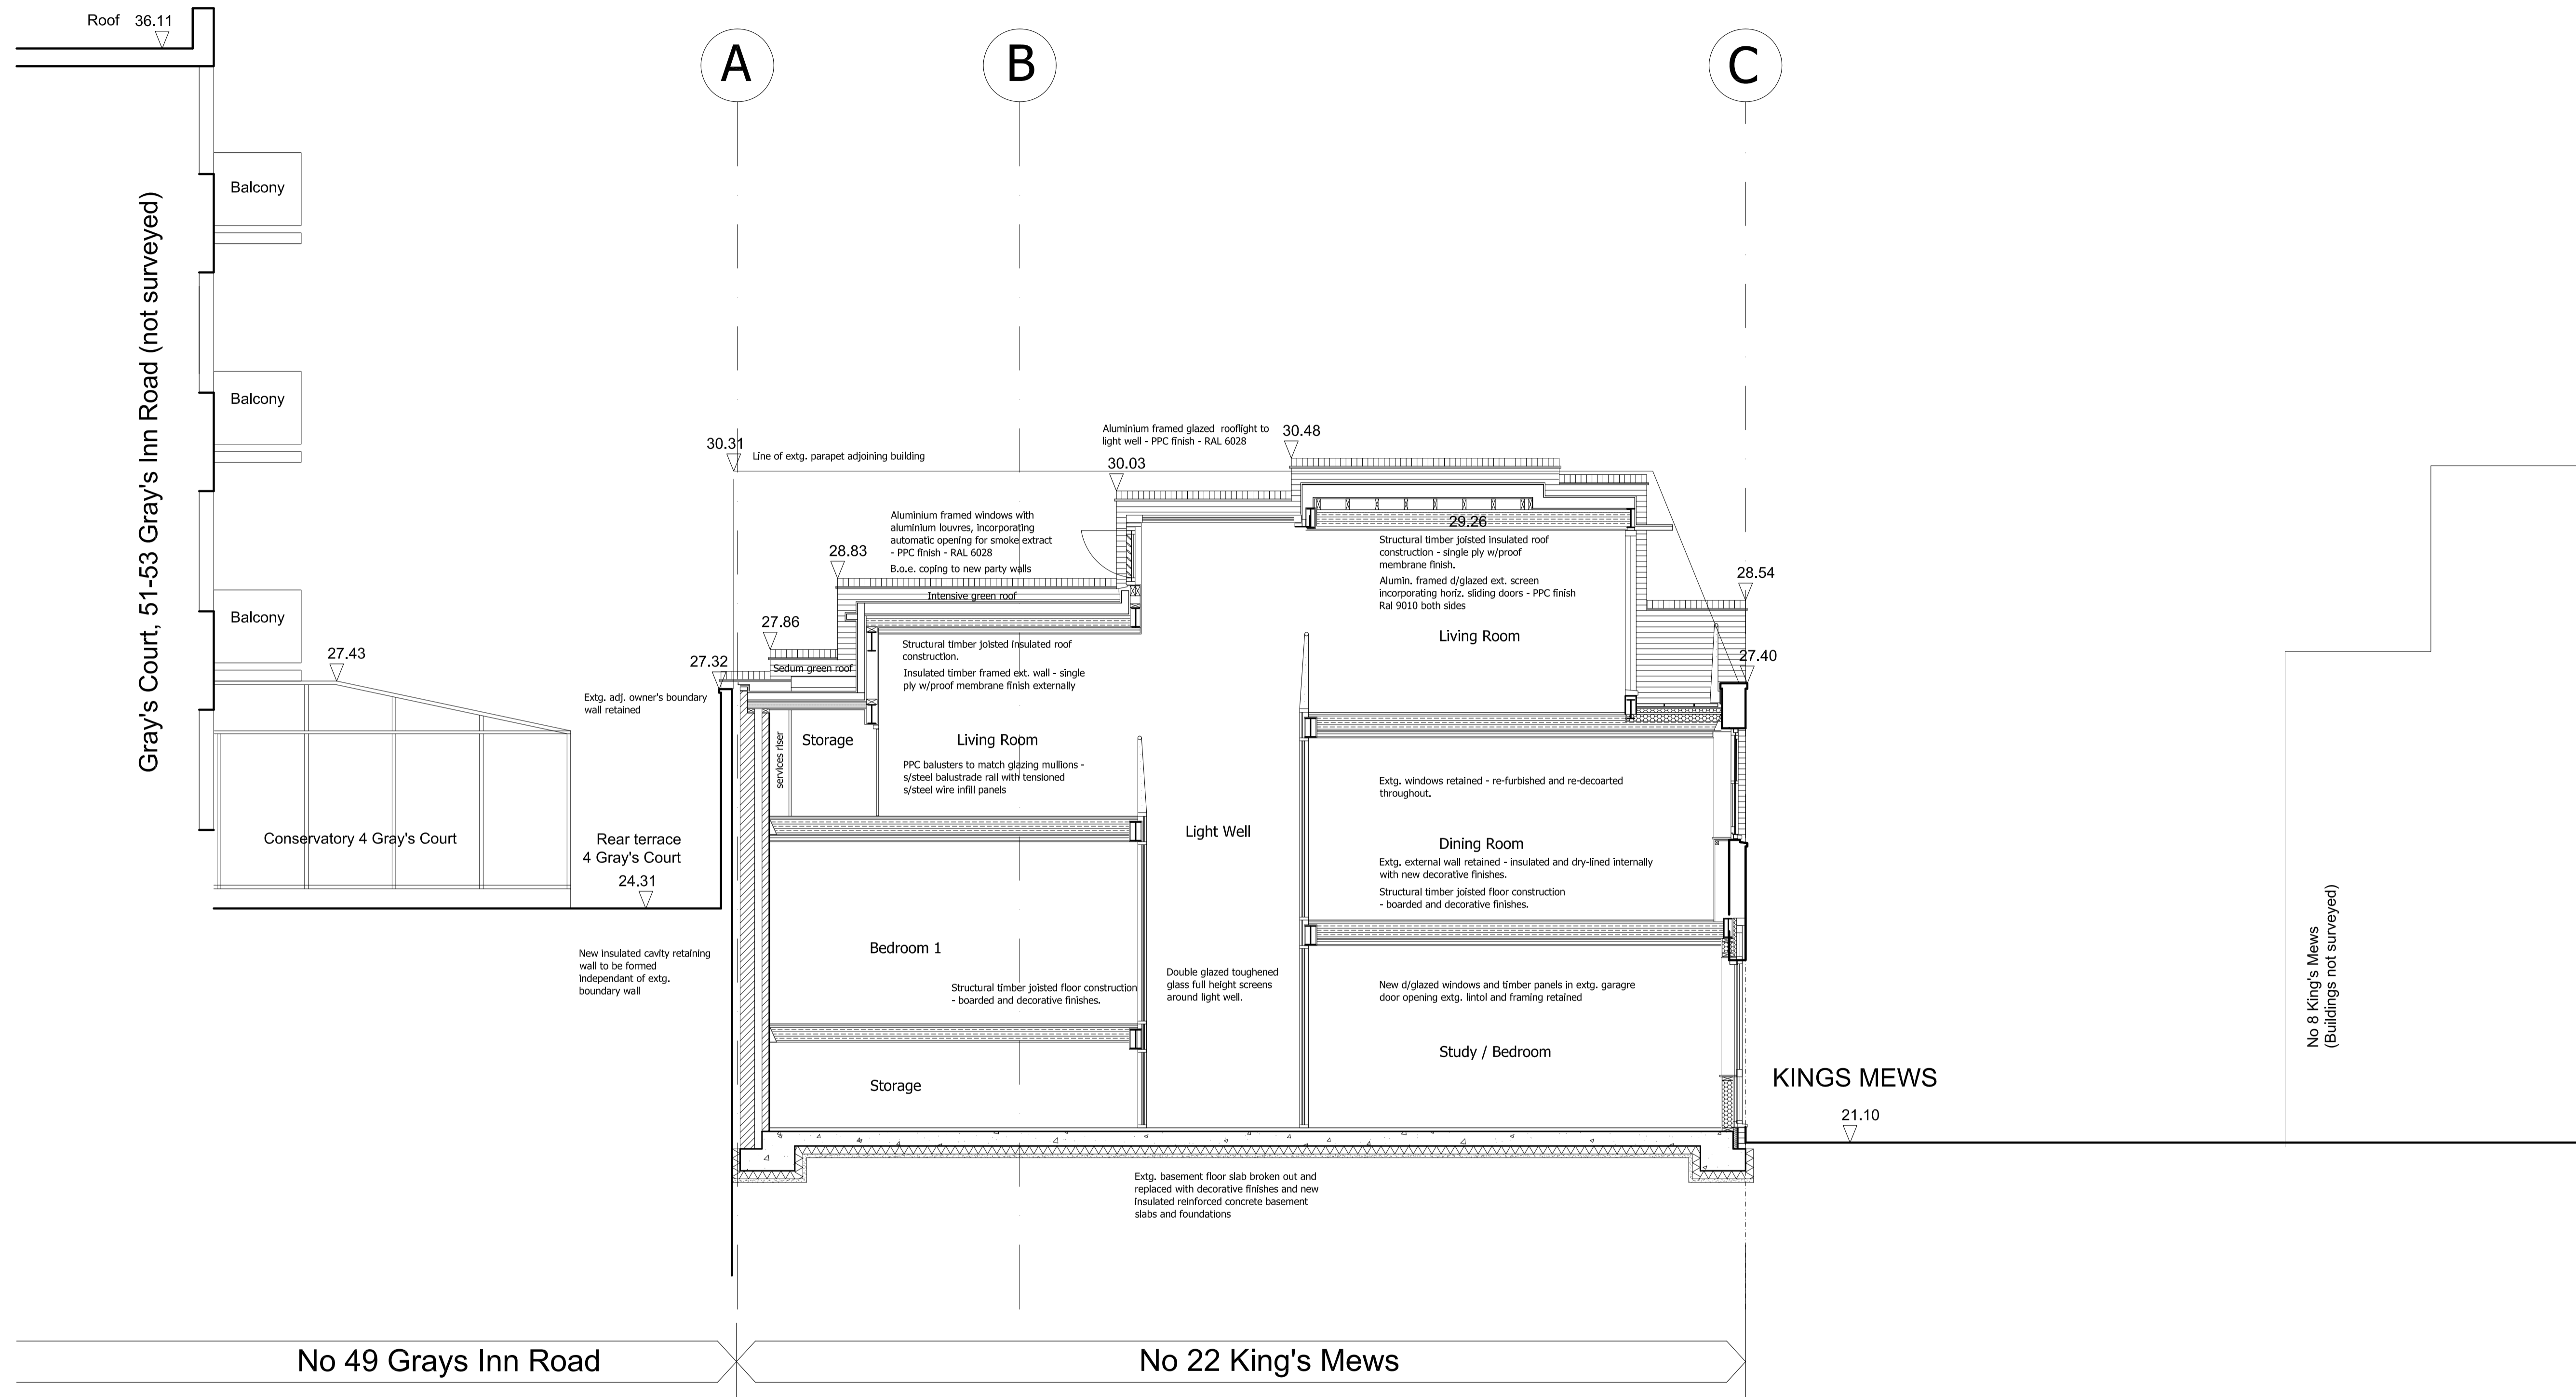 Roof 36.11
A
B
C
Gray's Court, 51-53 Gray's Inn Road (not surveyed)
Balcony
Balcony
Balcony
27.43
Conservatory 4 Gray's Court
Rear terrace
4 Gray's Court
24.31
Extg. adj. owner's boundary
wall retained
New insulated cavity retaining
wall to be formed
independant of extg.
boundary wall
30.31
Line of extg. parapet adjoining building
Aluminium framed glazed rooflight to
light well - PPC finish - RAL 6028
30.48
30.03
Aluminium framed windows with
aluminium louvres, incorporating
automatic opening for smoke extract
- PPC finish - RAL 6028
B.o.e. coping to new party walls
28.83
Intensive green roof
27.86
27.32
Sedum green roof
Structural timber joisted insulated roof
construction.
Insulated timber framed ext. wall - single
ply w/proof membrane finish externally
services riser
Storage
Living Room
PPC balusters to match glazing mullions -
s/steel balustrade rail with tensioned
s/steel wire infill panels
Light Well
Bedroom 1
Structural timber joisted floor construction
- boarded and decorative finishes.
Double glazed toughened
glass full height screens
around light well.
Storage
29.26
Structural timber joisted insulated roof
construction - single ply w/proof
membrane finish.
Alumin. framed d/glazed ext. screen
incorporating horiz. sliding doors - PPC finish
Ral 9010 both sides
Living Room
28.54
27.40
Extg. windows retained - re-furbished and re-decoarted
throughout.
Dining Room
Extg. external wall retained - insulated and dry-lined internally
with new decorative finishes.
Structural timber joisted floor construction
- boarded and decorative finishes.
New d/glazed windows and timber panels in extg. garagre
door opening extg. lintol and framing retained
Study / Bedroom
KINGS MEWS
21.10
No 8 King's Mews
(Buildings not surveyed)
Extg. basement floor slab broken out and
replaced with decorative finishes and new
insulated reinforced concrete basement
slabs and foundations
No 49 Grays Inn Road
No 22 King's Mews